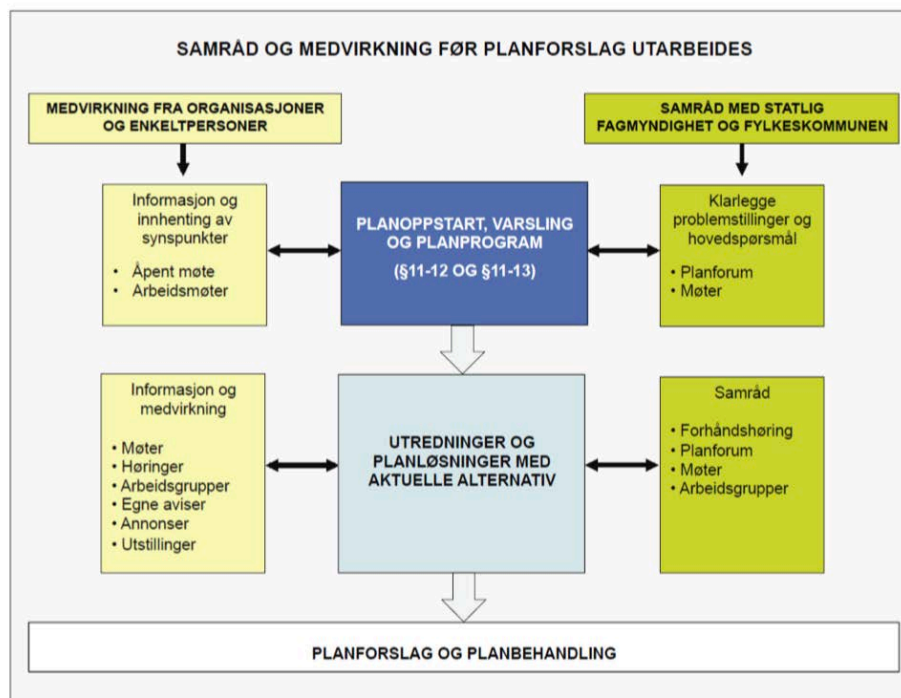 SAMRÅD OG MEDVIRKNING FØR PLANFORSLAG UTARBEIDES
MEDVIRKNING FRA ORGANISASJONER
OG ENKELTPERSONER
SAMRÅD MED STATLIG
FAGMYNDIGHET OG FYLKESKOMMUNEN
Informasjon og
innhenting av
synspunkter
• Åpent møte
• Arbeidsmøter
PLANOPPSTART, VARSLING
OG PLANPROGRAM
(§11-12 OG §11-13)
Klarlegge
problemstillinger og
hovedspørsmål
• Planforum
• Møter
Informasjon og
medvirkning
• Møter
• Høringer
• Arbeidsgrupper
• Egne aviser
• Annonser
• Utstillinger
UTREDNINGER OG
PLANLØSNINGER MED
AKTUELLE ALTERNATIV
Samråd
• Forhåndshøring
• Planforum
• Møter
• Arbeidsgrupper
PLANFORSLAG OG PLANBEHANDLING